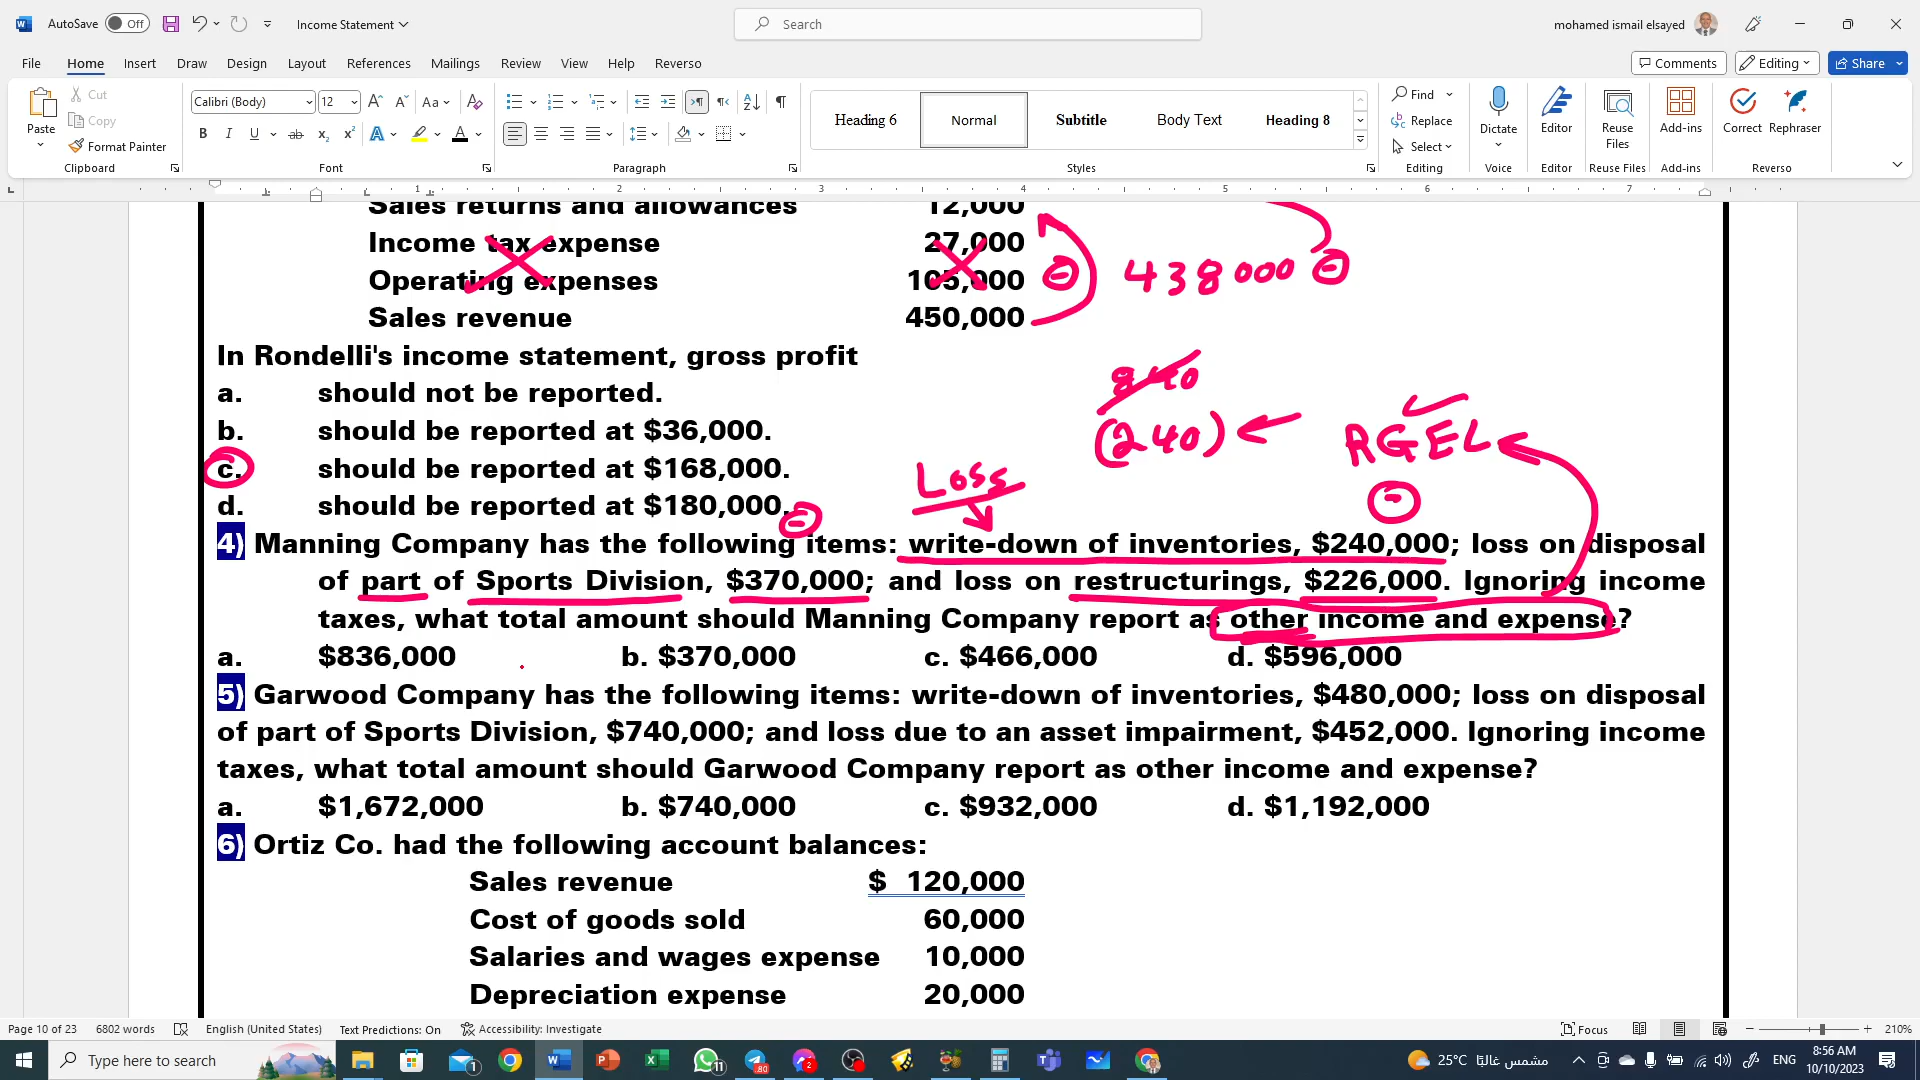 AutoSave Off Income Statement Search mohamed ismail elsayed
File Home Insert Draw Design Layout References Mailings Review View Help Reverso Comments Editing Share
Paste Cut Copy Format Painter Calibri (Body) 12 Heading 6 Normal Subtitle Body Text Heading 8 Find Replace Select Dictate Editor Reuse Files Add-ins Correct Rephraser
Clipboard Font Paragraph Styles Editing Voice Editor Reuse Files Add-ins Reverso
1 2 3 4 5 6 7
Sales returns and allowances 12,000
Income tax expense 27,000
Operating expenses 105,000 438000
Sales revenue 450,000
In Rondelli's income statement, gross profit
a. should not be reported.
b. should be reported at $36,000. (240)
c. should be reported at $168,000. Loss
d. should be reported at $180,000.
4) Manning Company has the following items: write-down of inventories, $240,000; loss on disposal
of part of Sports Division, $370,000; and loss on restructurings, $226,000. Ignoring income
taxes, what total amount should Manning Company report as other income and expense?
a. $836,000 b. $370,000 c. $466,000 d. $596,000
5) Garwood Company has the following items: write-down of inventories, $480,000; loss on disposal
of part of Sports Division, $740,000; and loss due to an asset impairment, $452,000. Ignoring income
taxes, what total amount should Garwood Company report as other income and expense?
a. $1,672,000 b. $740,000 c. $932,000 d. $1,192,000
6) Ortiz Co. had the following account balances:
Sales revenue $ 120,000
Cost of goods sold 60,000
Salaries and wages expense 10,000
Depreciation expense 20,000
Page 10 of 23 6802 words English (United States) Text Predictions: On Accessibility: Investigate Focus 210%
Type here to search 25°C مشمس غالبًا ENG 8:56 AM
10/10/2023